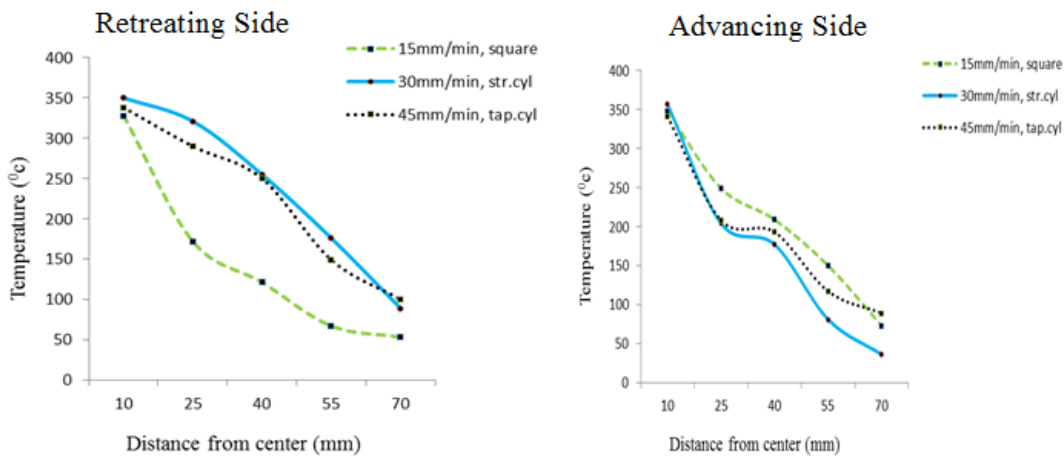 Retreating Side
15mm/min, square
30mm/min, str.cyl
45mm/min, tap.cyl
400
350
300
250
200
150
100
50
0
Temperature (⁰c)
10 25 40 55 70
Distance from center (mm)
Advancing Side
15mm/min, square
30mm/min, str.cyl
45mm/min, tap.cyl
400
350
300
250
200
150
100
50
0
Temperature (⁰c)
10 25 40 55 70
Distance from center (mm)